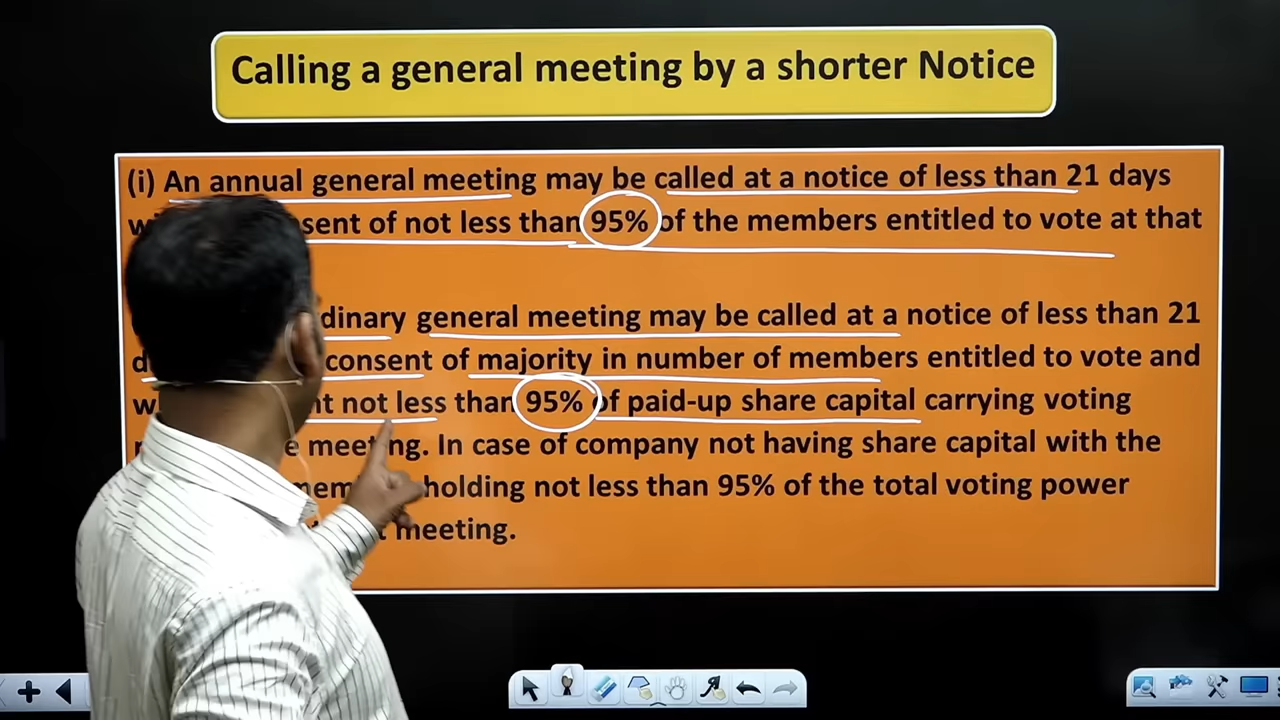 Calling a general meeting by a shorter Notice
(i) An annual general meeting may be called at a notice of less than 21 days
of not less than 95% of the members entitled to vote at that
general meeting may be called at a notice of less than 21
consent of majority in number of members entitled to vote and
not less than 95% of paid-up share capital carrying voting
meeting. In case of company not having share capital with the
holding not less than 95% of the total voting power
meeting.